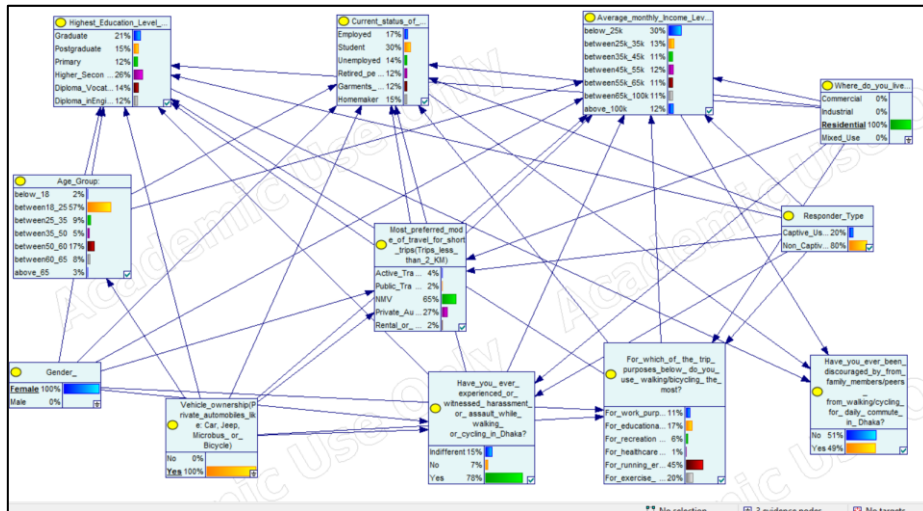 Highest_Education_Level_...
Graduate 21%
Postgraduate 15%
Primary 12%
Higher_Secon ... 26%
Diploma_Vocat... 14%
Diploma_inEngi... 12%
Current_status_of_...
Employed 17%
Student 30%
Unemployed 14%
Retired_pe ... 12%
Garments_... 12%
Homemaker 15%
Average_monthly_Income_Lev...
below_25k 30%
between25k_35k 13%
between35k_45k 11%
between45k_55k 12%
between55k_65k 11%
between65k_100k 11%
above_100k 12%
Where_do_you_live...
Commercial 0%
Industrial 0%
Residential 100%
Mixed_Use 0%
Age_Group:
below_18 2%
between18_25 57%
between25_35 9%
between35_50 5%
between50_60 17%
between60_65 8%
above_65 3%
Most_preferred_mod
e_of_travel_for_short
_trips(Trips_less_
than_2_KM)
Active_Tra ... 4%
Public_Tra ... 2%
NMV 65%
Private_Au... 27%
Rental_or_... 2%
Responder_Type
Captive_Us... 20%
Non_Captiv... 80%
Gender_
Female 100%
Male 0%
Vehicle_ownership(P
rivate_automobiles_lik
e: Car, Jeep,
Microbus_ or_
Bicycle)
No 0%
Yes 100%
Have_you_ ever_
experienced_or_
witnessed_ harassment_
or_ assault_while_
walking_
or_cycling_in_Dhaka?
Indifferent 15%
No 7%
Yes 78%
For_which_of_ the_ trip_
purposes_below_ do_you_
use_ walking/bicycling_ the_
most?
For_work_purp... 11%
For_educationa... 17%
For_recreation ... 6%
For_healthcare... 1%
For_running_er... 45%
For_exercise_ ... 20%
Have_you_ever_been_
discouraged_by_from_
family_members/peers
_ from_walking/cycling_
for_ daily_ commute_
in_Dhaka?
No 51%
Yes 49%
Academic Use Only
No selection
3 evidence nodes
No targets